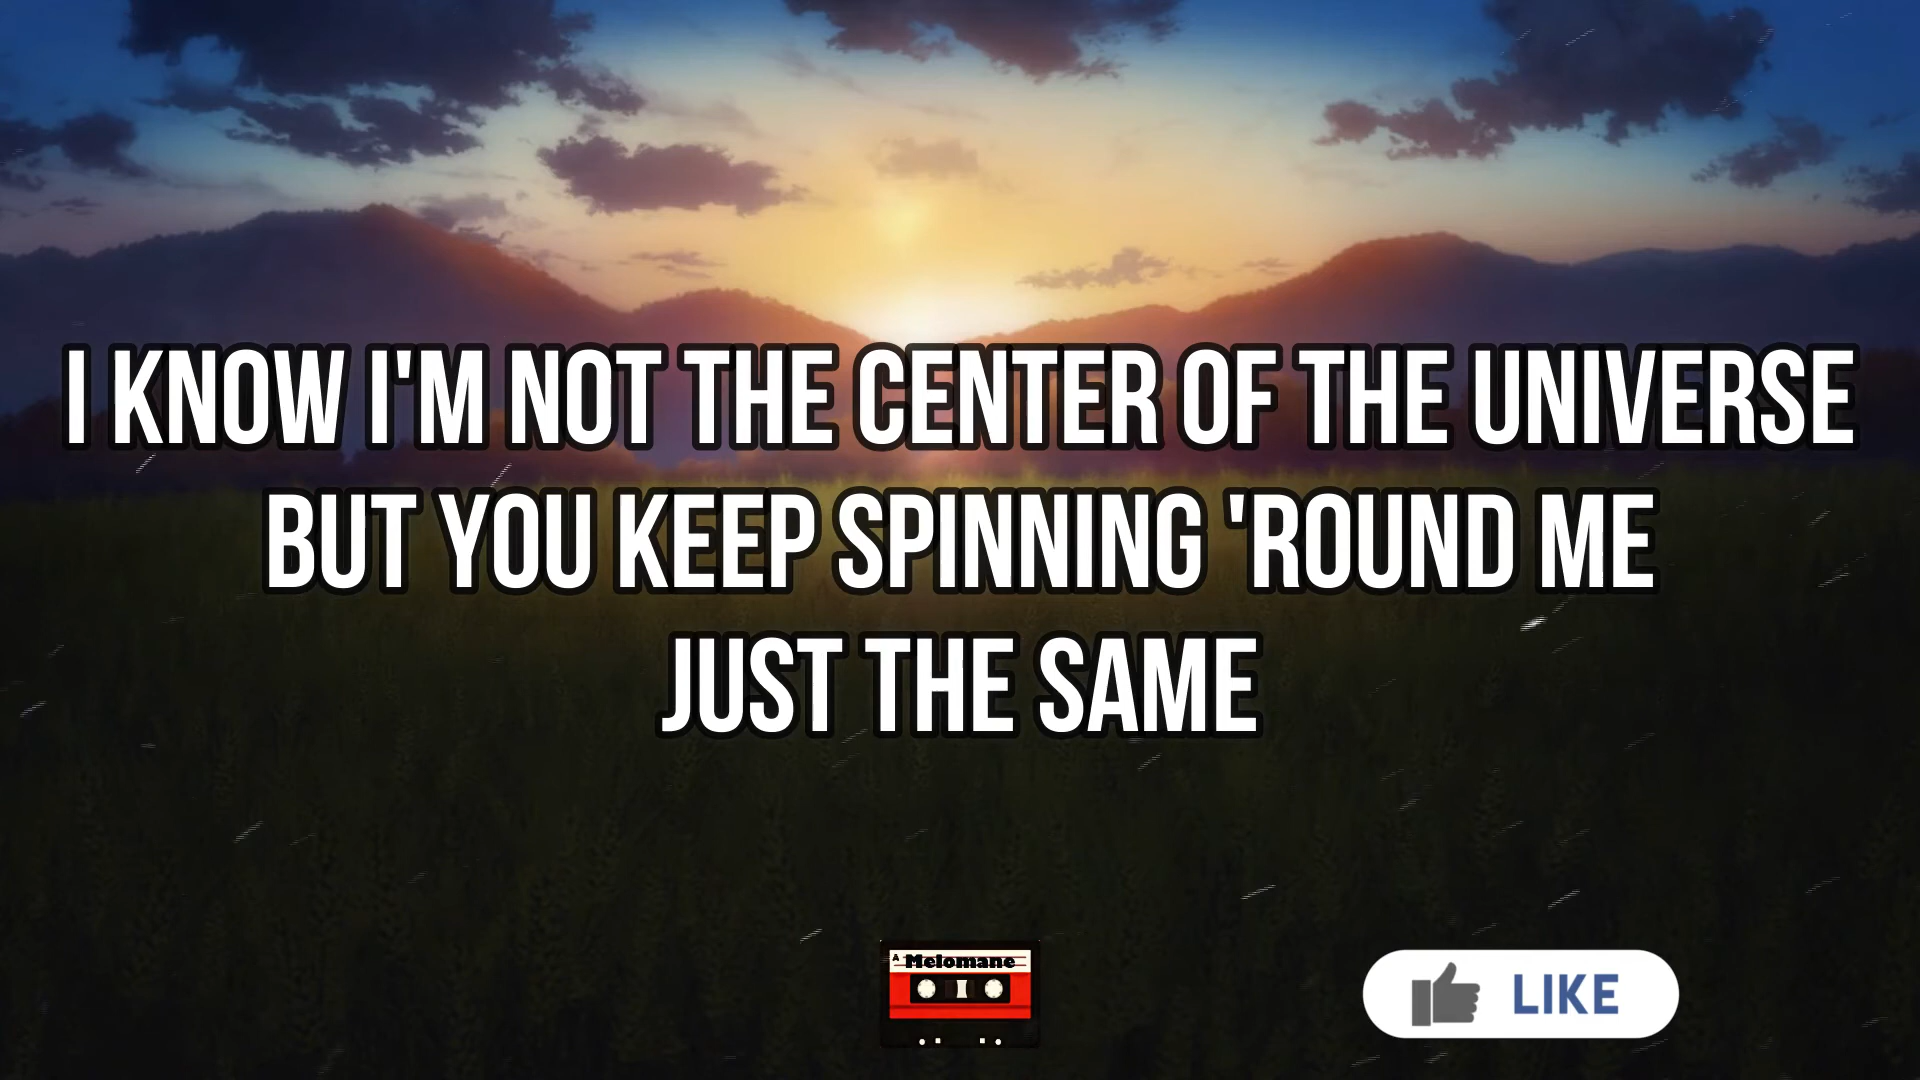 I KNOW I'M NOT THE CENTER OF THE UNIVERSE
BUT YOU KEEP SPINNING 'ROUND ME
JUST THE SAME
A Melomane
LIKE